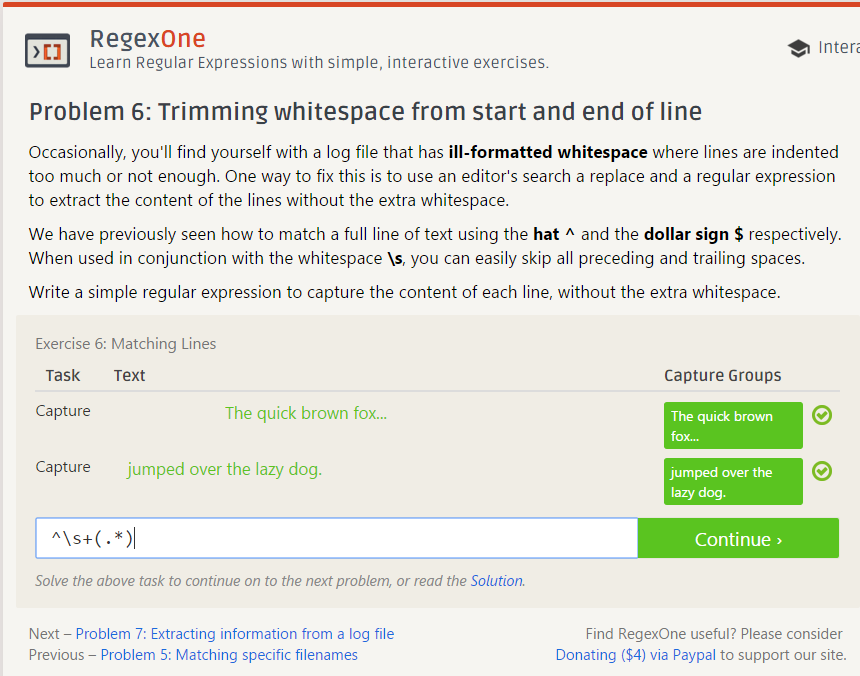 RegexOne
Learn Regular Expressions with simple, interactive exercises.
Problem 6: Trimming whitespace from start and end of line
Occasionally, you'll find yourself with a log file that has ill-formatted whitespace where lines are indented
too much or not enough. One way to fix this is to use an editor's search a replace and a regular expression
to extract the content of the lines without the extra whitespace.
We have previously seen how to match a full line of text using the hat ^ and the dollar sign $ respectively.
When used in conjunction with the whitespace \s, you can easily skip all preceding and trailing spaces.
Write a simple regular expression to capture the content of each line, without the extra whitespace.
Exercise 6: Matching Lines
Task Text Capture Groups
Capture The quick brown fox... The quick brown
fox...
Capture jumped over the lazy dog. jumped over the
lazy dog.
^\s+(.*)
Continue ›
Solve the above task to continue on to the next problem, or read the Solution.
Next – Problem 7: Extracting information from a log file
Previous – Problem 5: Matching specific filenames
Find RegexOne useful? Please consider
Donating ($4) via Paypal to support our site.